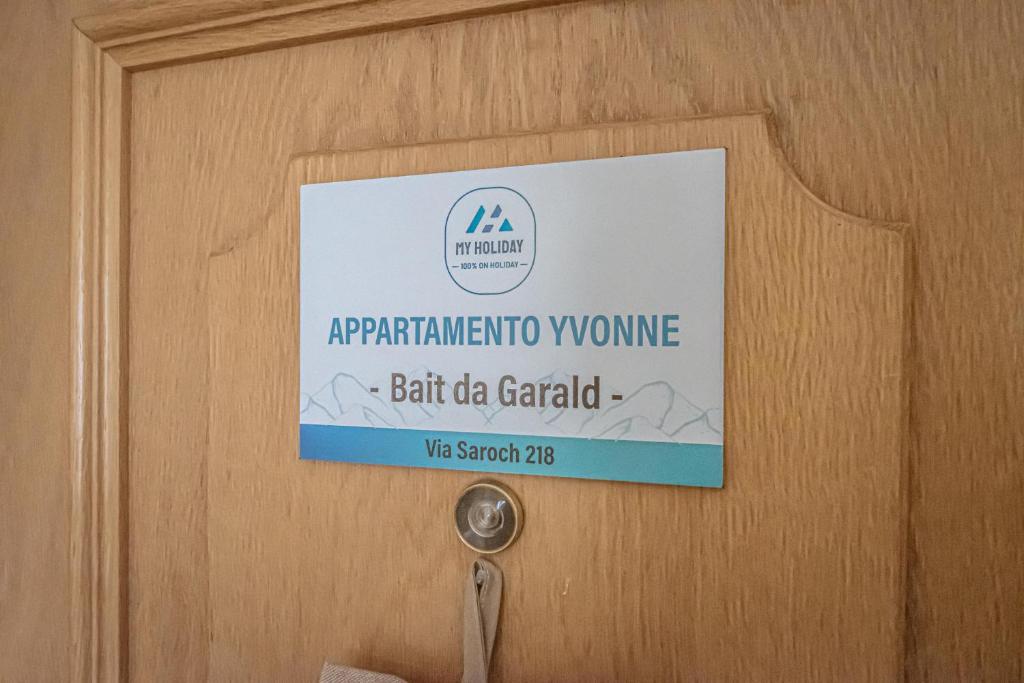 MY HOLIDAY
— 100% ON HOLIDAY —
APPARTAMENTO YVONNE
- Bait da Garald -
Via Saroch 218